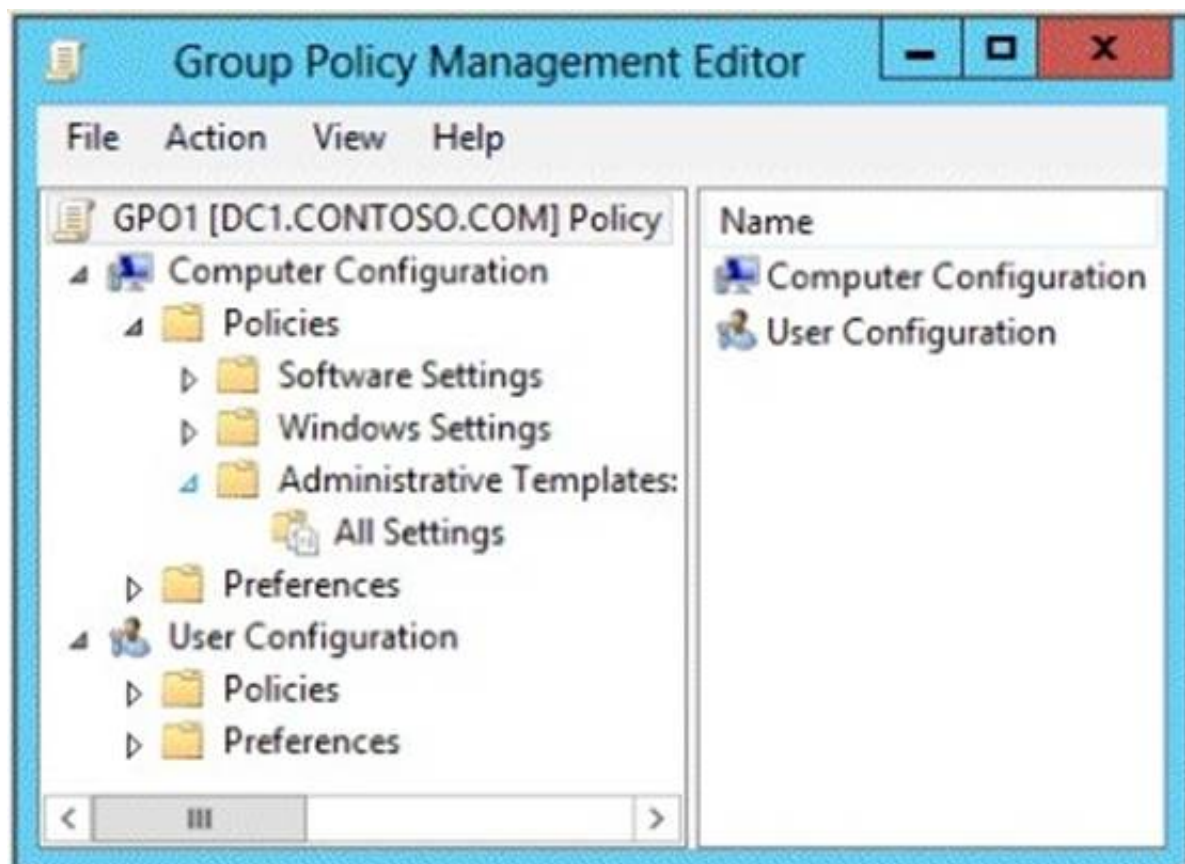 Group Policy Management Editor
File Action View Help
GPO1 [DC1.CONTOSO.COM] Policy
Computer Configuration
Policies
Software Settings
Windows Settings
Administrative Templates:
All Settings
Preferences
User Configuration
Policies
Preferences
Name
Computer Configuration
User Configuration